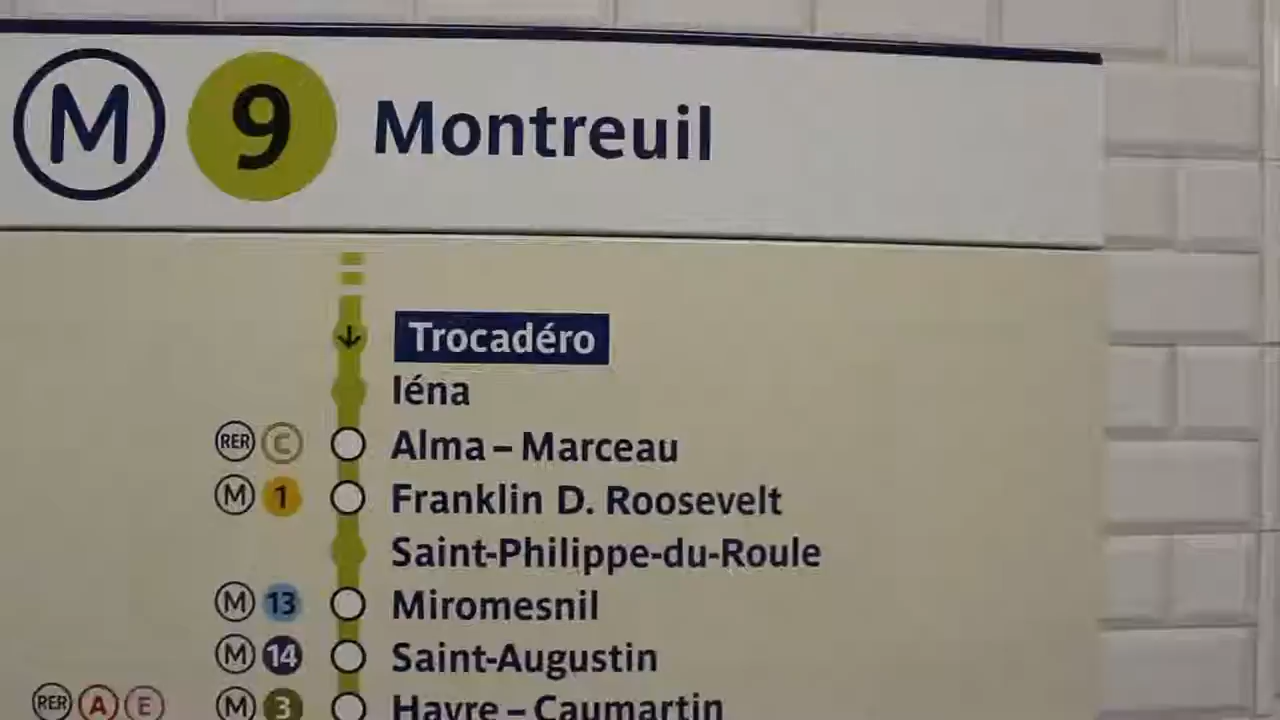 M 9 Montreuil
Trocadéro
Iéna
RER C Alma – Marceau
M 1 Franklin D. Roosevelt
Saint-Philippe-du-Roule
M 13 Miromesnil
M 14 Saint-Augustin
RER A E M 3 Havre – Caumartin